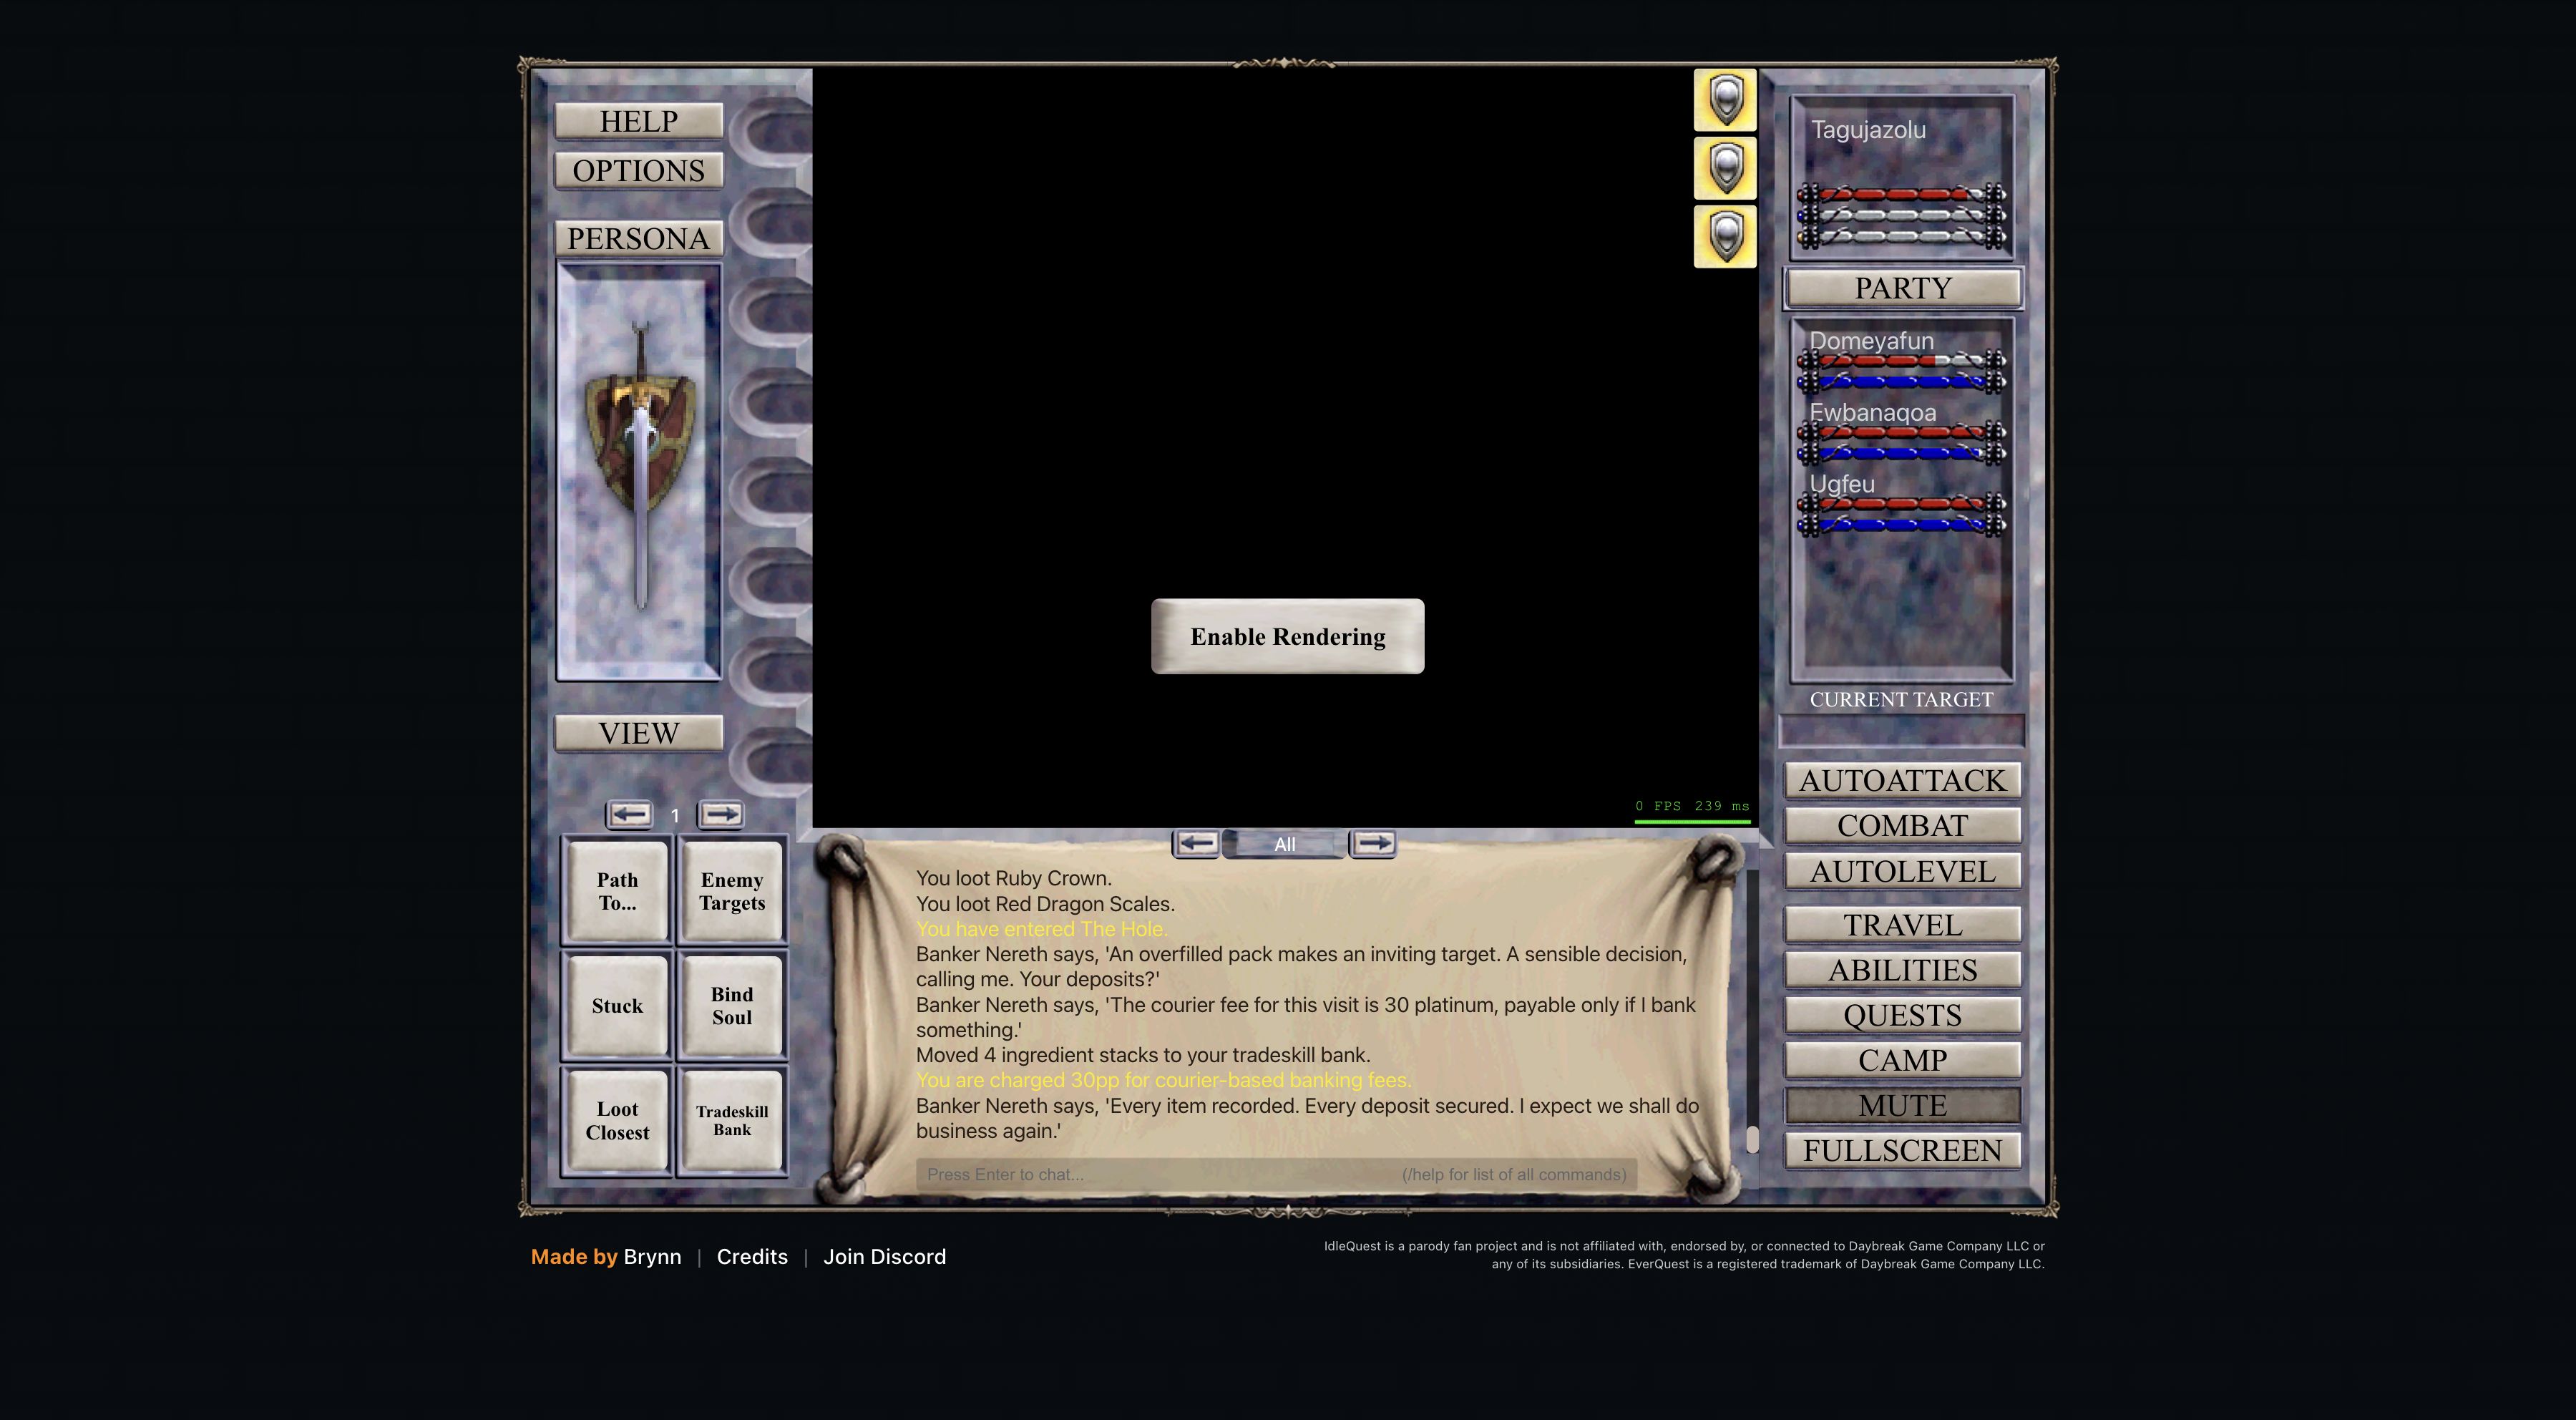 HELP
OPTIONS
PERSONA
VIEW
1
Path
To...
Enemy
Targets
Stuck
Bind
Soul
Loot
Closest
Tradeskill
Bank
Enable Rendering
0 FPS 239 ms
All
You loot Ruby Crown.
You loot Red Dragon Scales.
You have entered The Hole.
Banker Nereth says, 'An overfilled pack makes an inviting target. A sensible decision,
calling me. Your deposits?'
Banker Nereth says, 'The courier fee for this visit is 30 platinum, payable only if I bank
something.'
Moved 4 ingredient stacks to your tradeskill bank.
You are charged 30pp for courier-based banking fees.
Banker Nereth says, 'Every item recorded. Every deposit secured. I expect we shall do
business again.'
Press Enter to chat... (/help for list of all commands)
Tagujazolu
PARTY
Domeyafun
Ewbanaqoa
Ugfeu
CURRENT TARGET
AUTOATTACK
COMBAT
AUTOLEVEL
TRAVEL
ABILITIES
QUESTS
CAMP
MUTE
FULLSCREEN
Made by Brynn | Credits | Join Discord
IdleQuest is a parody fan project and is not affiliated with, endorsed by, or connected to Daybreak Game Company LLC or
any of its subsidiaries. EverQuest is a registered trademark of Daybreak Game Company LLC.